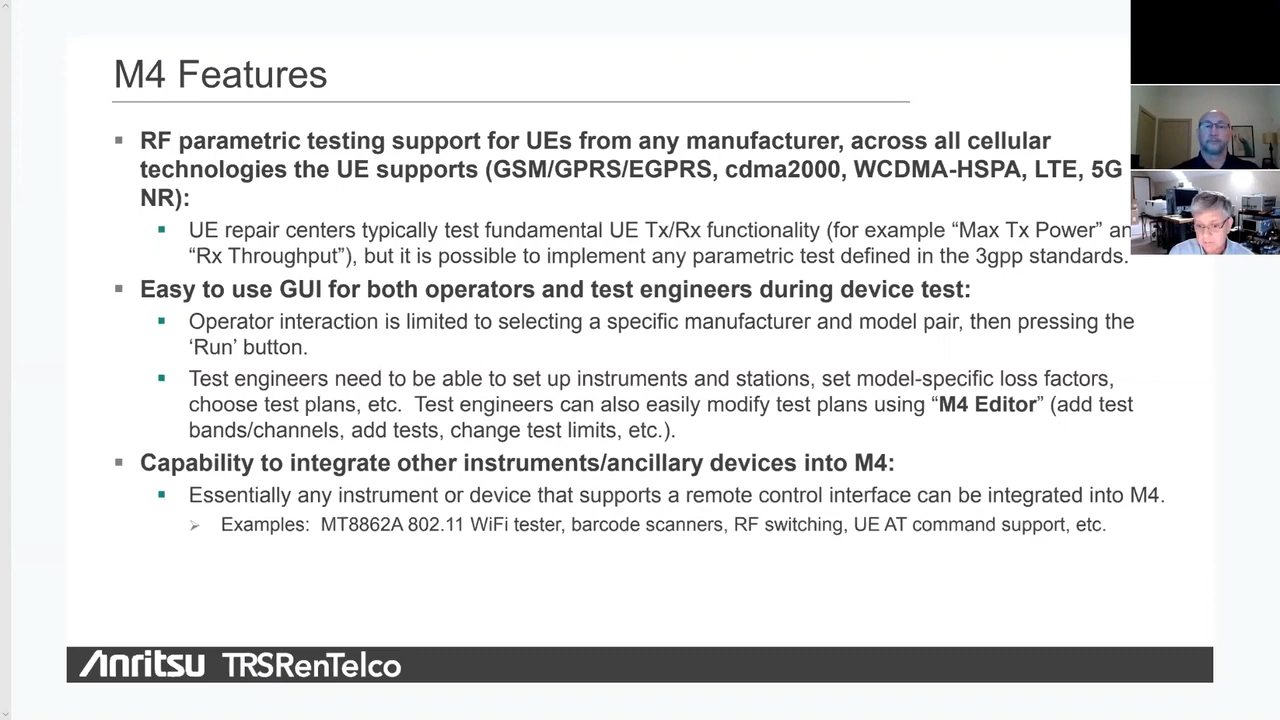 M4 Features
▪ RF parametric testing support for UEs from any manufacturer, across all cellular
technologies the UE supports (GSM/GPRS/EGPRS, cdma2000, WCDMA-HSPA, LTE, 5G
NR):
▪ UE repair centers typically test fundamental UE Tx/Rx functionality (for example “Max Tx Power” an
“Rx Throughput”), but it is possible to implement any parametric test defined in the 3gpp standards.
▪ Easy to use GUI for both operators and test engineers during device test:
▪ Operator interaction is limited to selecting a specific manufacturer and model pair, then pressing the
‘Run’ button.
▪ Test engineers need to be able to set up instruments and stations, set model-specific loss factors,
choose test plans, etc. Test engineers can also easily modify test plans using “M4 Editor” (add test
bands/channels, add tests, change test limits, etc.).
▪ Capability to integrate other instruments/ancillary devices into M4:
▪ Essentially any instrument or device that supports a remote control interface can be integrated into M4.
➢ Examples: MT8862A 802.11 WiFi tester, barcode scanners, RF switching, UE AT command support, etc.
Anritsu TRSRenTelco